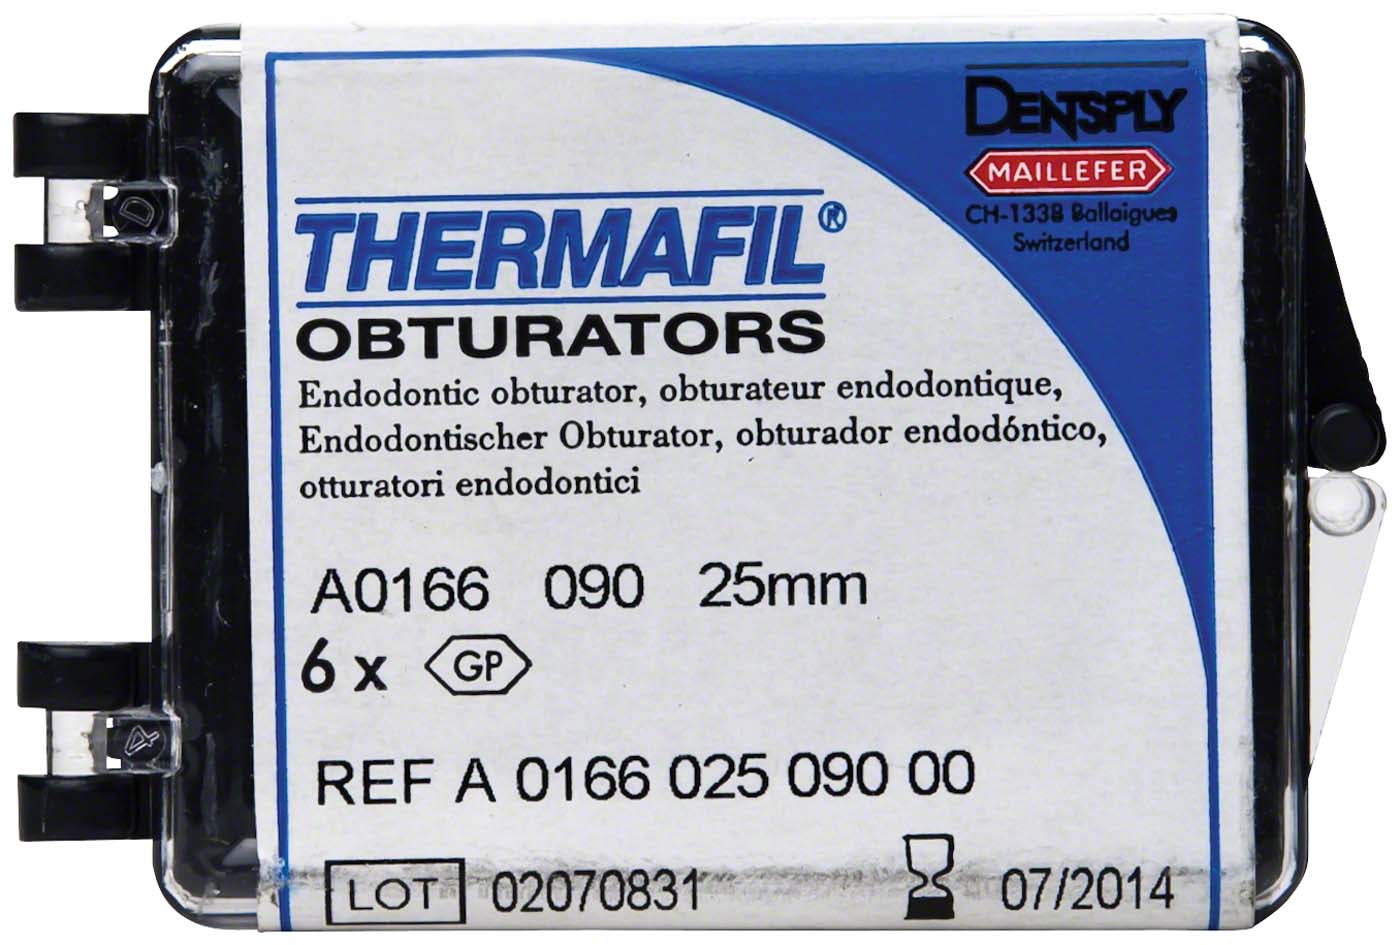 DENTSPLY
MAILLEFER
CH-1338 Ballaigues
Switzerland
THERMAFIL®
OBTURATORS
Endodontic obturator, obturateur endodontique,
Endodontischer Obturator, obturador endodóntico,
otturatori endodontici
A0166 090 25mm
6 x GP
REF A 0166 025 090 00
LOT 02070831 07/2014
D
4